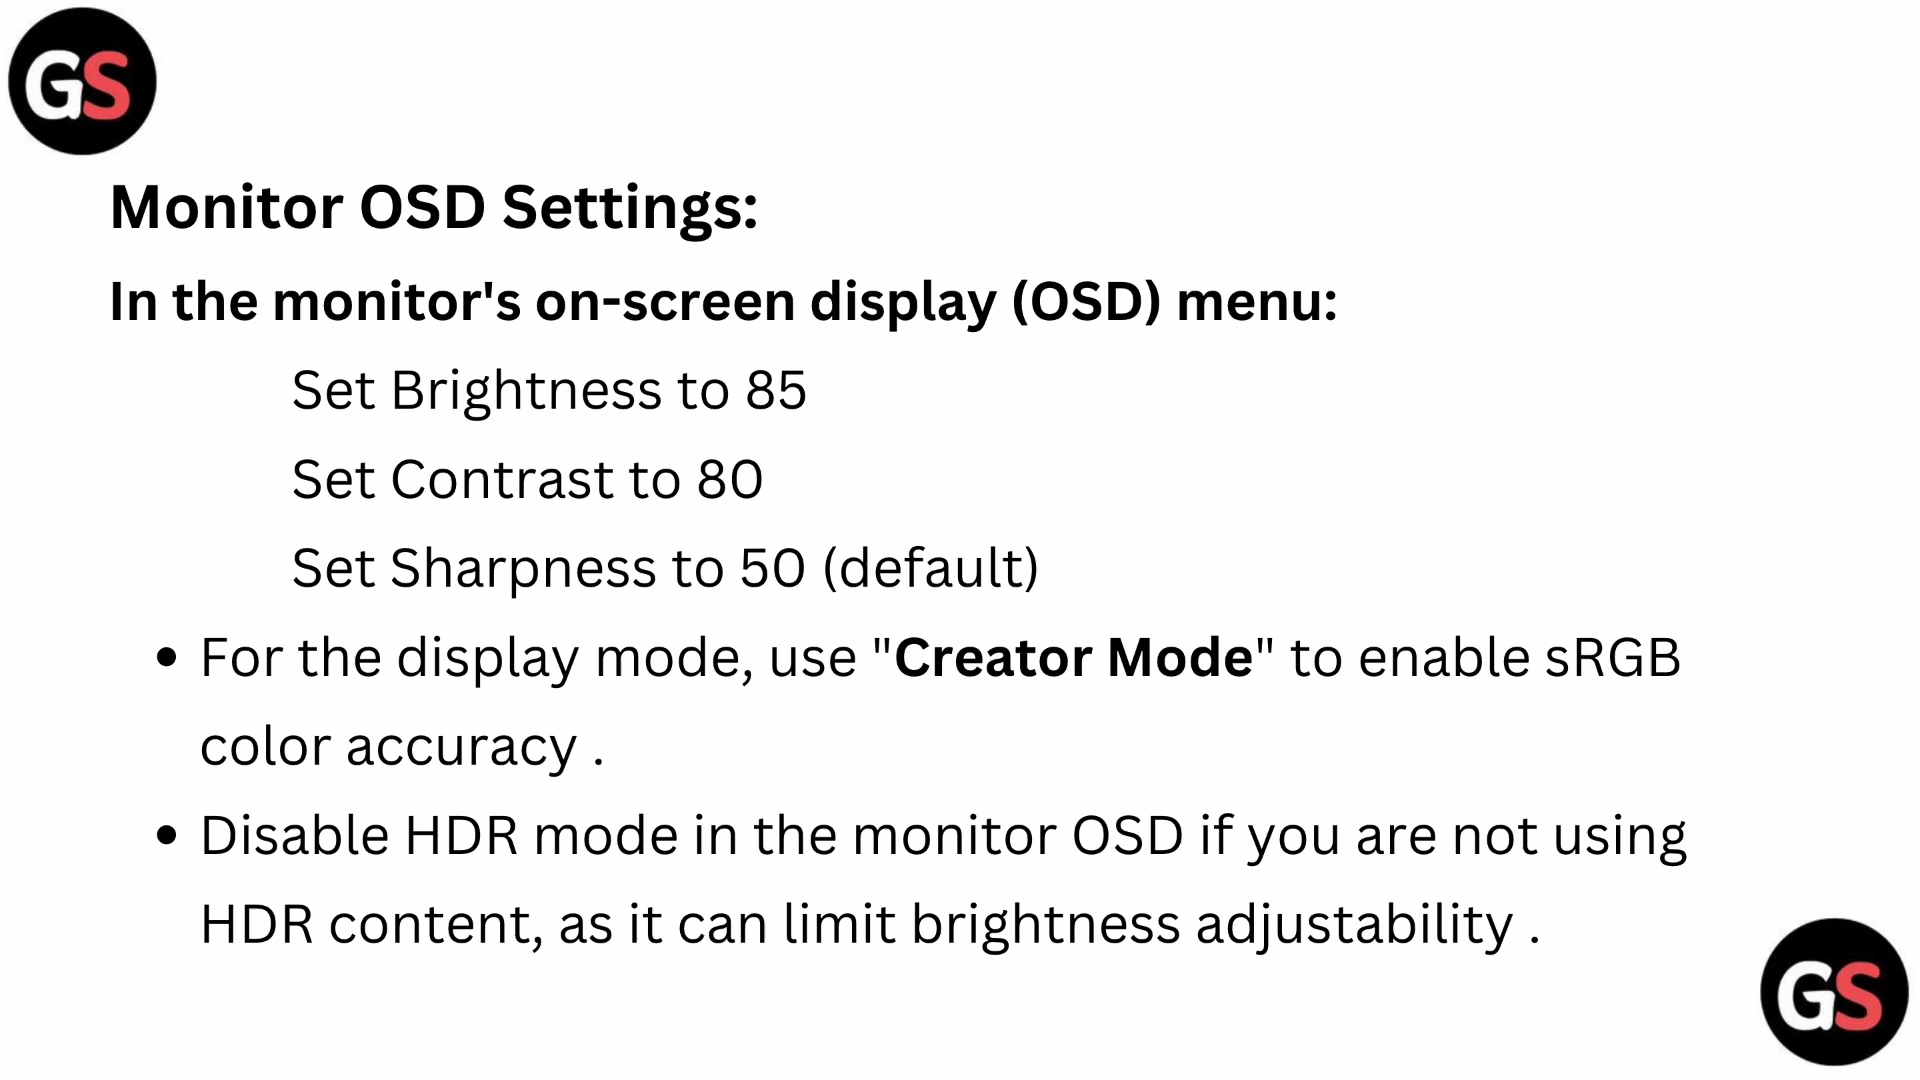 GS
Monitor OSD Settings:
In the monitor's on-screen display (OSD) menu:
Set Brightness to 85
Set Contrast to 80
Set Sharpness to 50 (default)
• For the display mode, use "Creator Mode" to enable sRGB
color accuracy .
• Disable HDR mode in the monitor OSD if you are not using
HDR content, as it can limit brightness adjustability .
GS